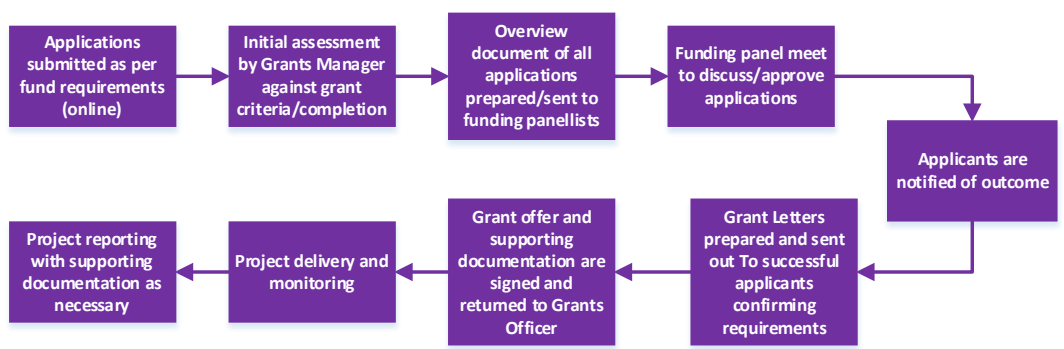 Applications
submitted as per
fund requirements
(online)
Initial assessment
by Grants Manager
against grant
criteria/completion
Overview
document of all
applications
prepared/sent to
funding panellists
Funding panel meet
to discuss/approve
applications
Applicants are
notified of outcome
Grant Letters
prepared and sent
out To successful
applicants
confirming
requirements
Grant offer and
supporting
documentation are
signed and
returned to Grants
Officer
Project delivery and
monitoring
Project reporting
with supporting
documentation as
necessary